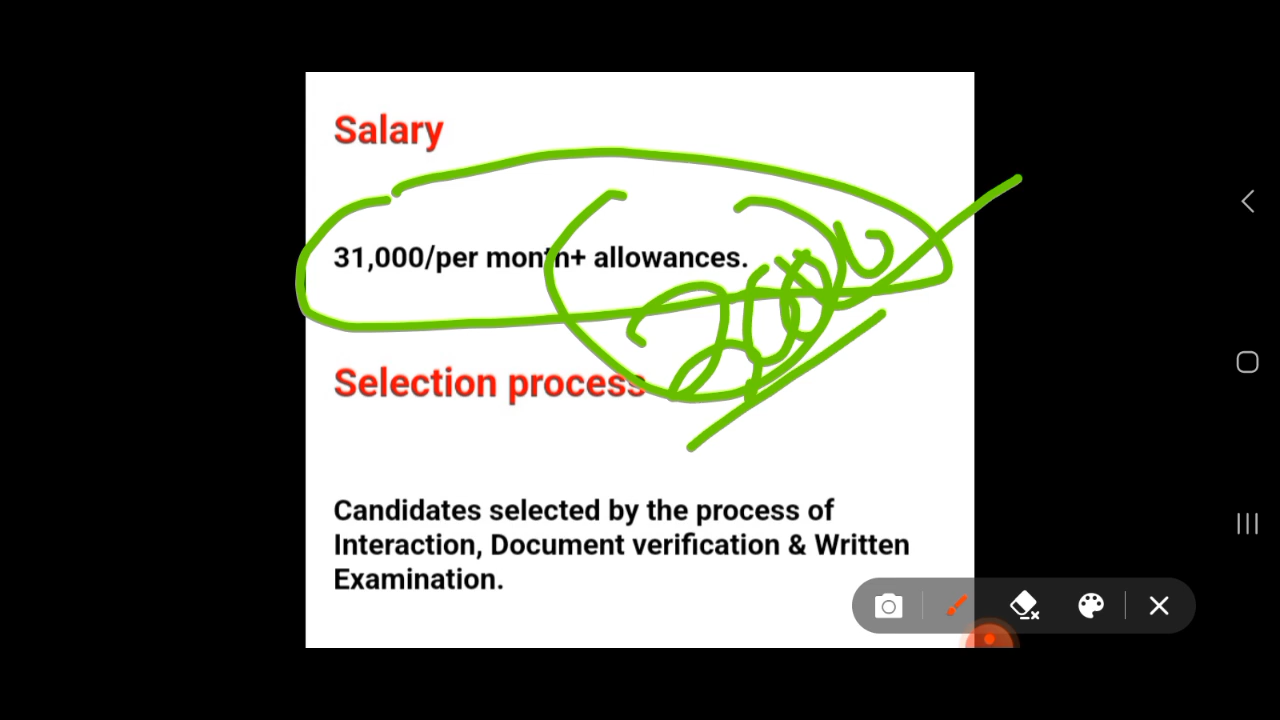 Salary
31,000/per month+ allowances.
Selection process
Candidates selected by the process of
Interaction, Document verification & Written
Examination.